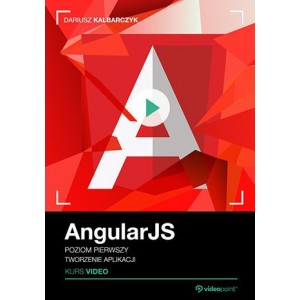 DARIUSZ KALBARCZYK
A
AngularJS
POZIOM PIERWSZY
TWORZENIE APLIKACJI
KURS VIDEO
videopoint